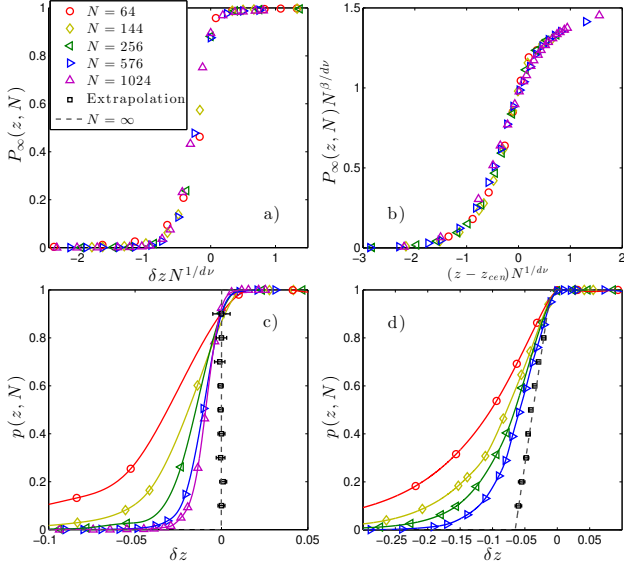 P∞(z, N)
1
0.8
0.6
0.4
0.2
0
N = 64
N = 144
N = 256
N = 576
N = 1024
Extrapolation
N = ∞
a)
−2
−1
0
1
δzN^{1/dν}
P∞(z, N)N^{β/dν}
1.5
1
0.5
0
b)
−3
−2
−1
0
1
2
(z − z_{cen})N^{1/dν}
p(z, N)
1
0.8
0.6
0.4
0.2
0
c)
−0.1
−0.05
0
0.05
δz
p(z, N)
1
0.8
0.6
0.4
0.2
0
d)
−0.25
−0.2
−0.15
−0.1
−0.05
0
0.05
δz